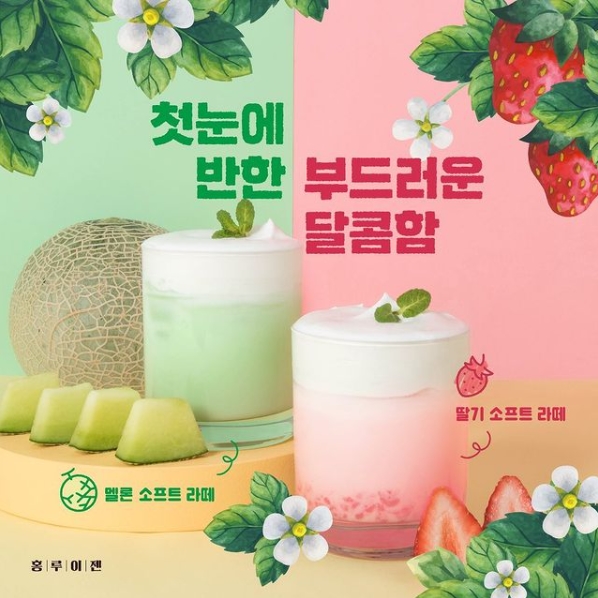 첫눈에
반한 부드러운
달콤함
딸기 소프트 라떼
멜론 소프트 라떼
홍|루|이|젠